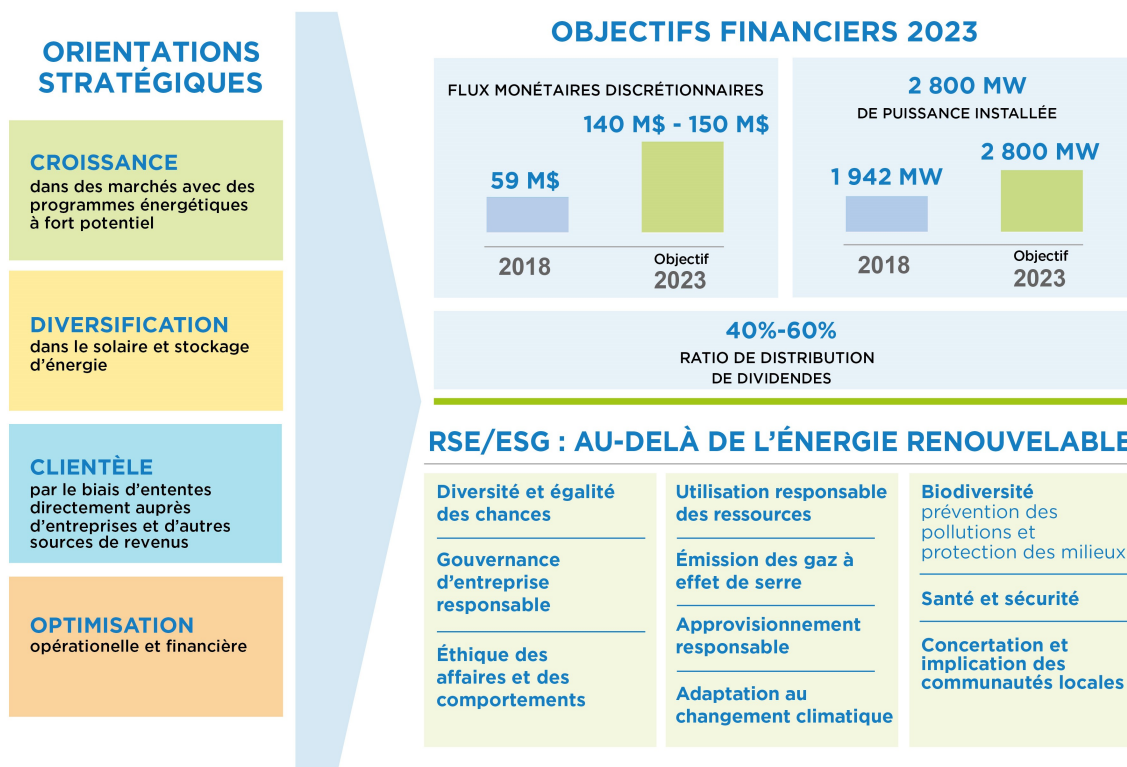 ORIENTATIONS
STRATÉGIQUES
CROISSANCE
dans des marchés avec des
programmes énergétiques
à fort potentiel
DIVERSIFICATION
dans le solaire et stockage
d'énergie
CLIENTÈLE
par le biais d'ententes
directement auprès
d'entreprises et d'autres
sources de revenus
OPTIMISATION
opérationelle et financière
OBJECTIFS FINANCIERS 2023
FLUX MONÉTAIRES DISCRÉTIONNAIRES
140 M$ - 150 M$
59 M$
2018
Objectif
2023
2 800 MW
DE PUISSANCE INSTALLÉE
2 800 MW
1 942 MW
2018
Objectif
2023
40%-60%
RATIO DE DISTRIBUTION
DE DIVIDENDES
RSE/ESG : AU-DELÀ DE L'ÉNERGIE RENOUVELABLE
Diversité et égalité
des chances
Gouvernance
d'entreprise
responsable
Éthique des
affaires et des
comportements
Utilisation responsable
des ressources
Émission des gaz à
effet de serre
Approvisionnement
responsable
Adaptation au
changement climatique
Biodiversité
prévention des
pollutions et
protection des milieux
Santé et sécurité
Concertation et
implication des
communautés locales